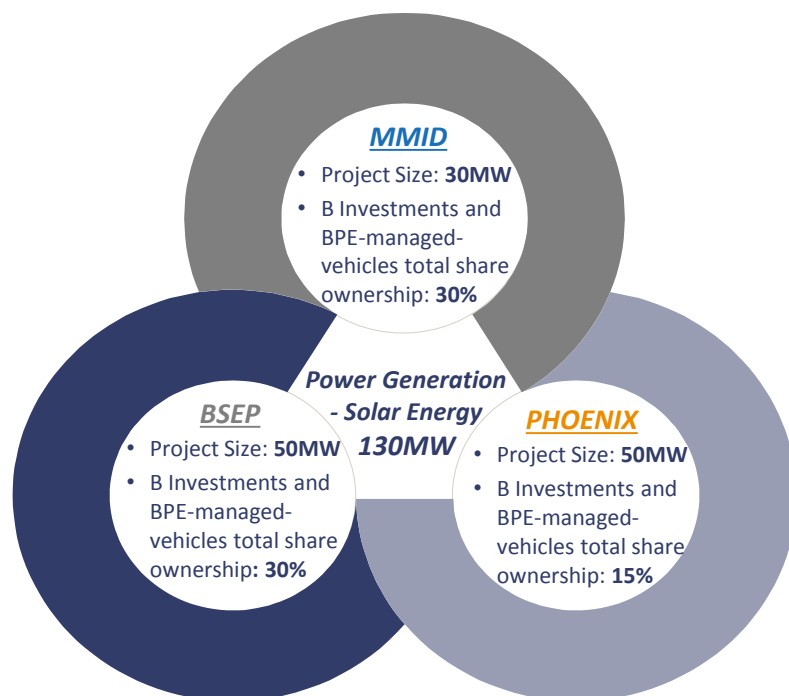 MMID
• Project Size: 30MW
• B Investments and
BPE-managed-
vehicles total share
ownership: 30%
Power Generation
- Solar Energy
130MW
BSEP
• Project Size: 50MW
• B Investments and
BPE-managed-
vehicles total share
ownership: 30%
PHOENIX
• Project Size: 50MW
• B Investments and
BPE-managed-
vehicles total share
ownership: 15%